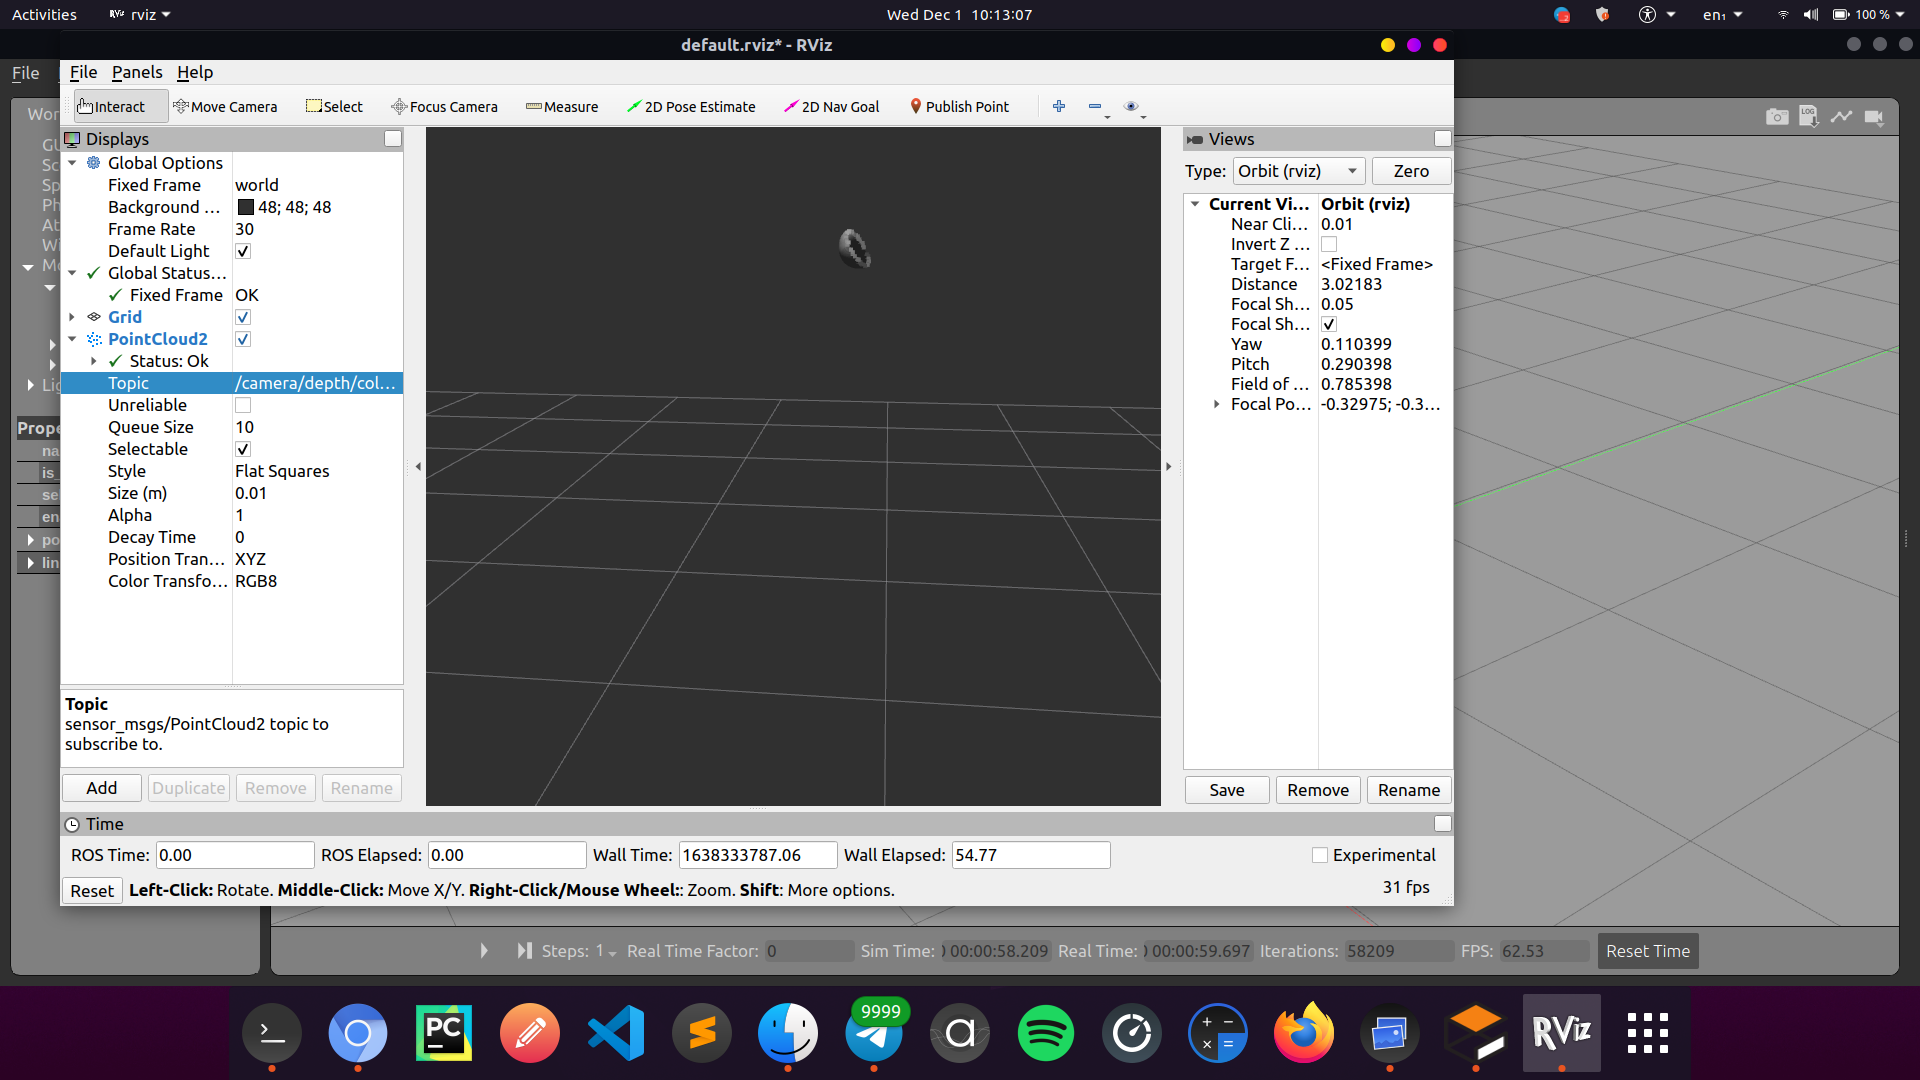 Activities
rviz
Wed Dec 1 10:13:07
en₁
100 %
default.rviz* - RViz
File
File
Panels
Help
Interact
Move Camera
Select
Focus Camera
Measure
2D Pose Estimate
2D Nav Goal
Publish Point
LOG
Displays
Global Options
Fixed Frame world
Background ... 48; 48; 48
Frame Rate 30
Default Light
Global Status...
Fixed Frame OK
Grid
PointCloud2
Status: Ok
Topic /camera/depth/col...
Unreliable
Queue Size 10
Selectable
Style Flat Squares
Size (m) 0.01
Alpha 1
Decay Time 0
Position Tran... XYZ
Color Transfo... RGB8
Topic
sensor_msgs/PointCloud2 topic to
subscribe to.
Add
Duplicate
Remove
Rename
Views
Type: Orbit (rviz)
Zero
Current Vi... Orbit (rviz)
Near Cli... 0.01
Invert Z ...
Target F... <Fixed Frame>
Distance 3.02183
Focal Sh... 0.05
Focal Sh...
Yaw 0.110399
Pitch 0.290398
Field of ... 0.785398
Focal Po... -0.32975; -0.3...
Save
Remove
Rename
Time
ROS Time: 0.00
ROS Elapsed: 0.00
Wall Time: 1638333787.06
Wall Elapsed: 54.77
Experimental
Reset
Left-Click: Rotate. Middle-Click: Move X/Y. Right-Click/Mouse Wheel:: Zoom. Shift: More options.
31 fps
Steps: 1
Real Time Factor: 0
Sim Time: 00:00:58.209
Real Time: 00:00:59.697
Iterations: 58209
FPS: 62.53
Reset Time
PC
9999
RViz